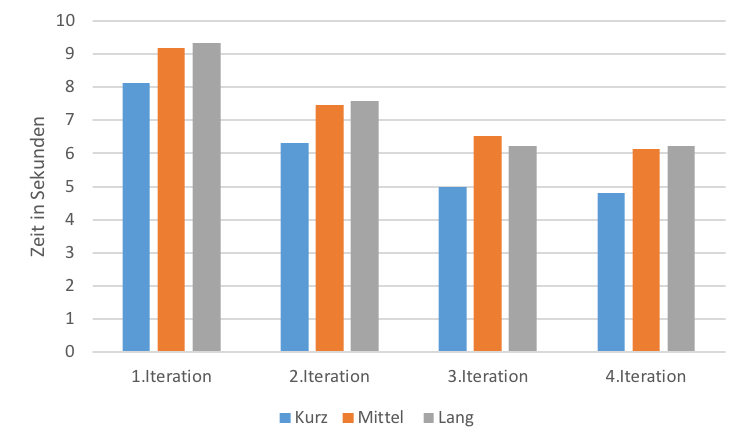 10
9
8
7
6
5
4
3
2
1
0
Zeit in Sekunden
1.Iteration
2.Iteration
3.Iteration
4.Iteration
Kurz
Mittel
Lang